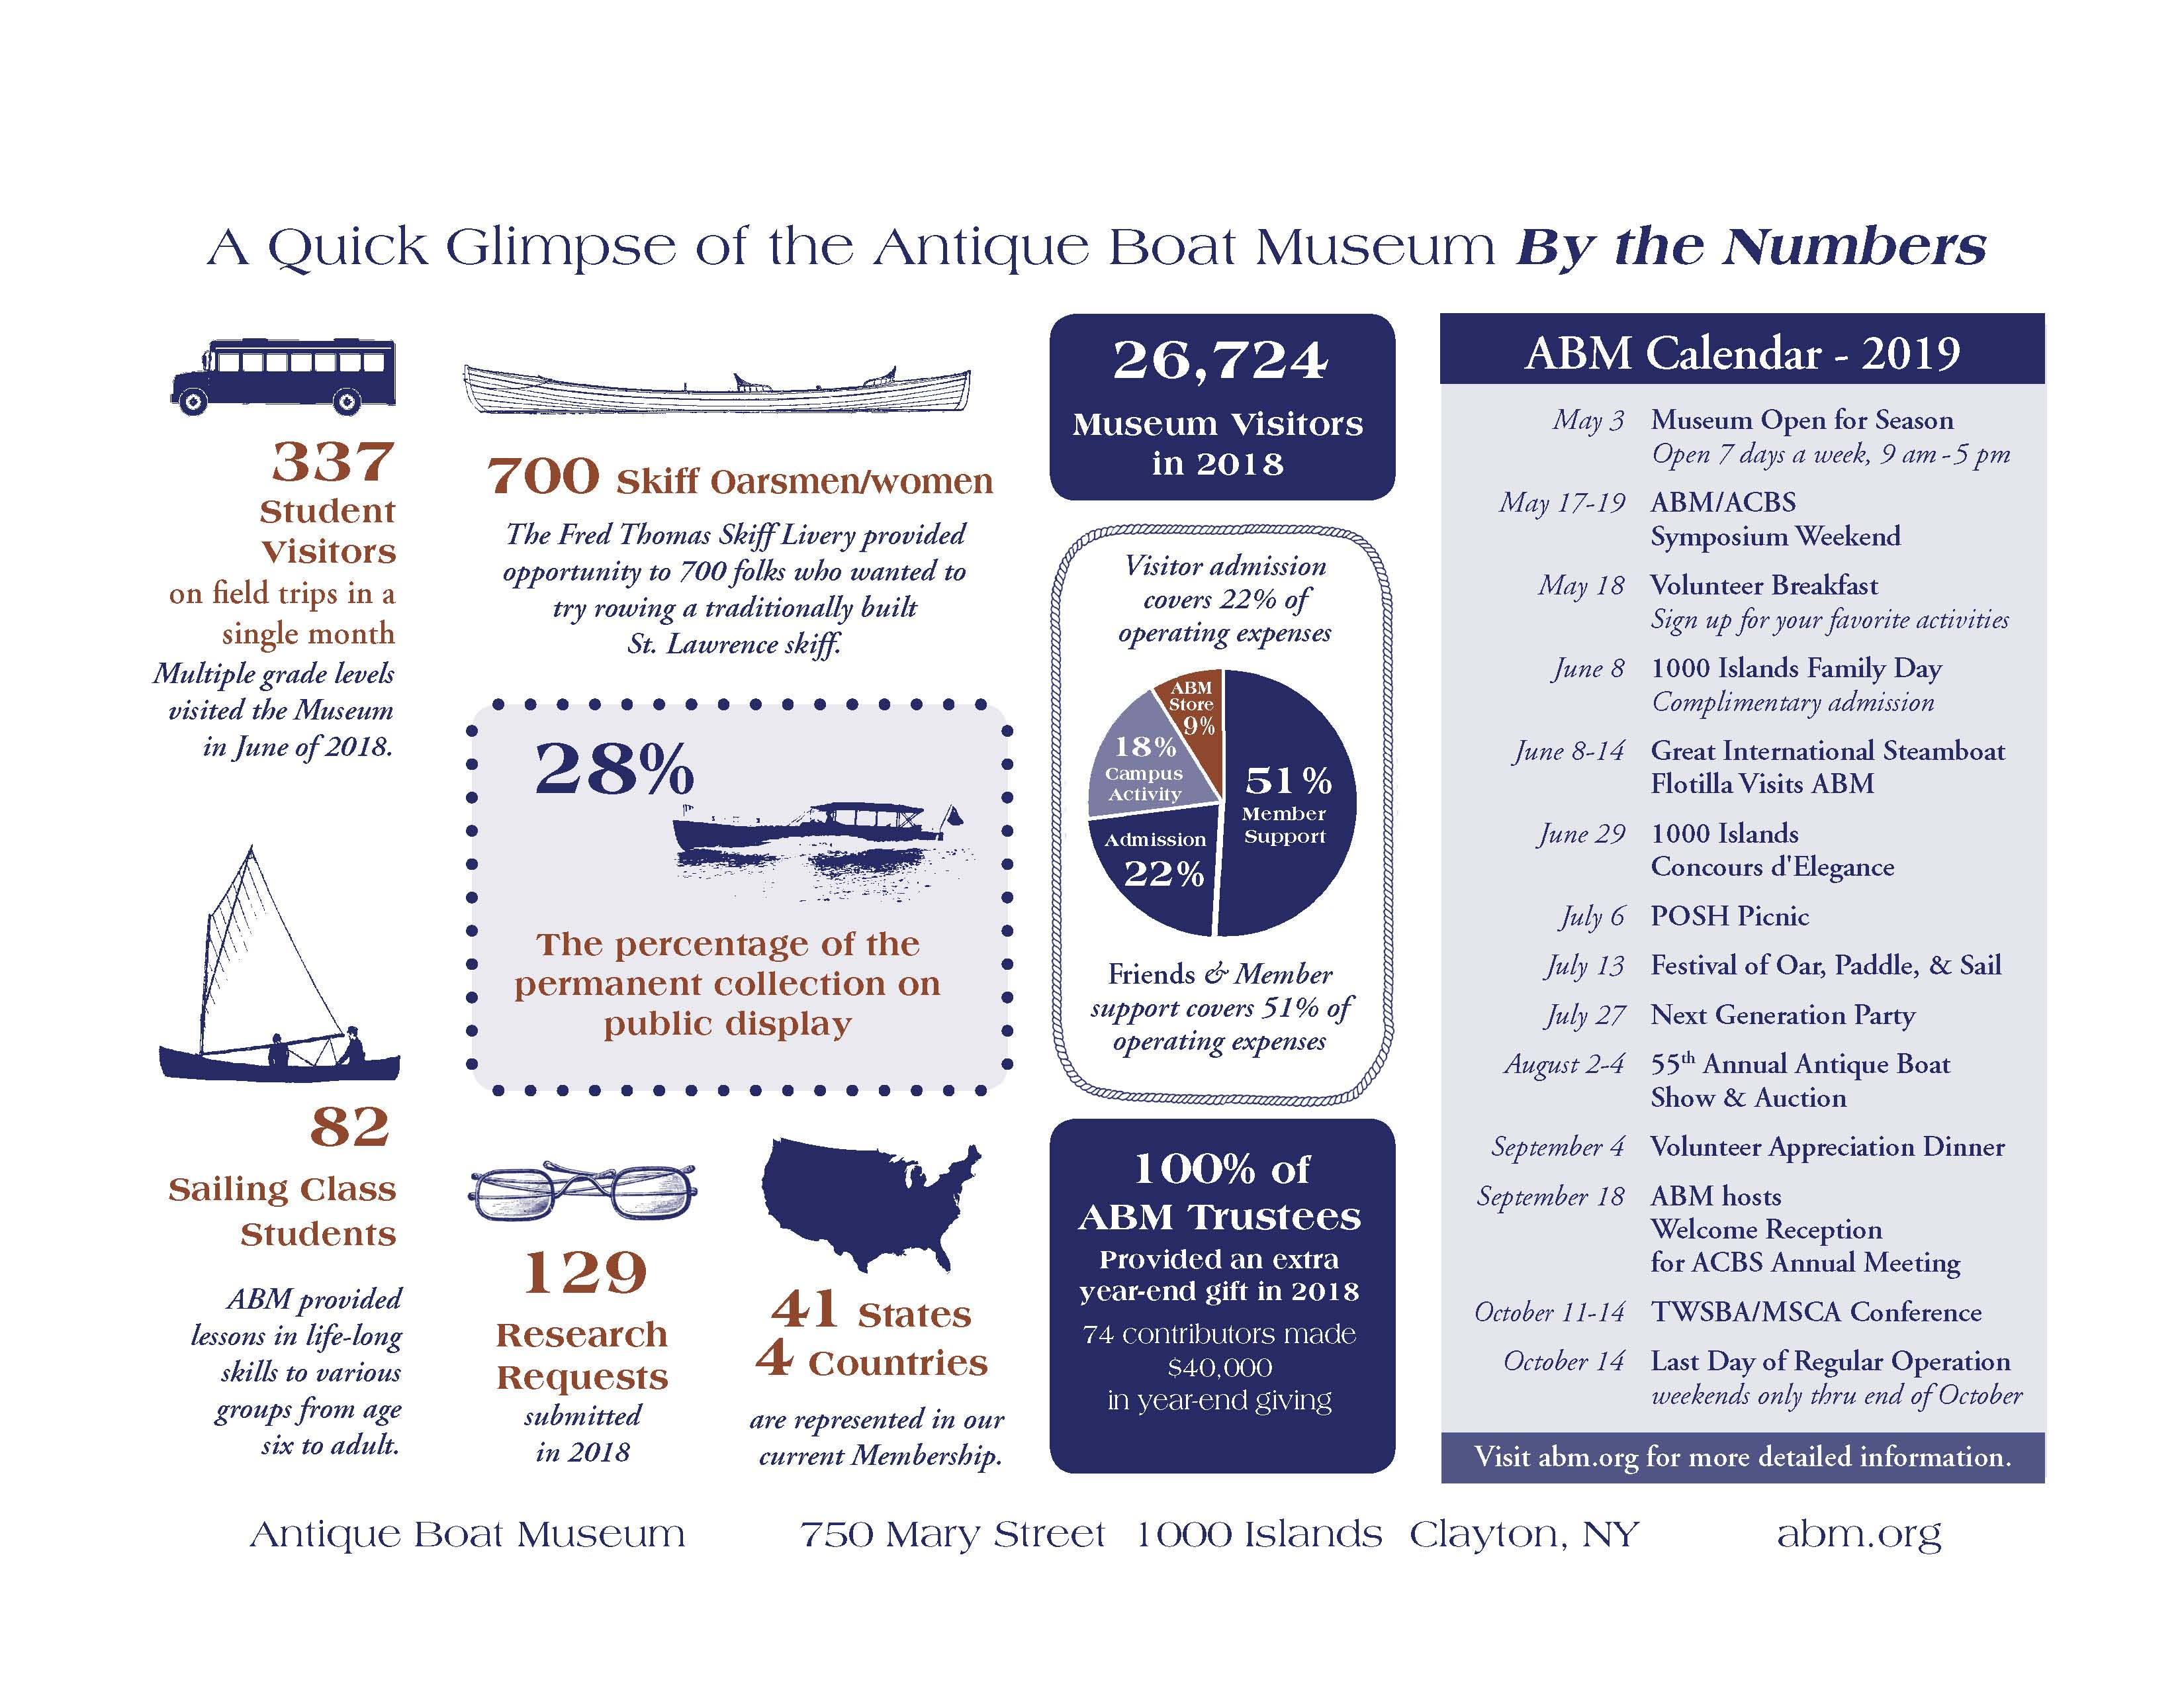 A Quick Glimpse of the Antique Boat Museum By the Numbers
337
Student
Visitors
on field trips in a
single month
Multiple grade levels
visited the Museum
in June of 2018.
82
Sailing Class
Students
ABM provided
lessons in life-long
skills to various
groups from age
six to adult.
700 Skiff Oarsmen/women
The Fred Thomas Skiff Livery provided
opportunity to 700 folks who wanted to
try rowing a traditionally built
St. Lawrence skiff.
28%
The percentage of the
permanent collection on
public display
129
Research
Requests
submitted
in 2018
41 States
4 Countries
are represented in our
current Membership.
26,724
Museum Visitors
in 2018
Visitor admission
covers 22% of
operating expenses
ABM
Store
9%
18%
Campus
Activity
51%
Member
Support
Admission
22%
Friends & Member
support covers 51% of
operating expenses
100% of
ABM Trustees
Provided an extra
year-end gift in 2018
74 contributors made
$40,000
in year-end giving
ABM Calendar - 2019
May 3 Museum Open for Season
Open 7 days a week, 9 am -5 pm
May 17-19 ABM/ACBS
Symposium Weekend
May 18 Volunteer Breakfast
Sign up for your favorite activities
June 8 1000 Islands Family Day
Complimentary admission
June 8-14 Great International Steamboat
Flotilla Visits ABM
June 29 1000 Islands
Concours d'Elegance
July 6 POSH Picnic
July 13 Festival of Oar, Paddle, & Sail
July 27 Next Generation Party
August 2-4 55th Annual Antique Boat
Show & Auction
September 4 Volunteer Appreciation Dinner
September 18 ABM hosts
Welcome Reception
for ACBS Annual Meeting
October 11-14 TWSBA/MSCA Conference
October 14 Last Day of Regular Operation
weekends only thru end of October
Visit abm.org for more detailed information.
Antique Boat Museum 750 Mary Street 1000 Islands Clayton, NY abm.org